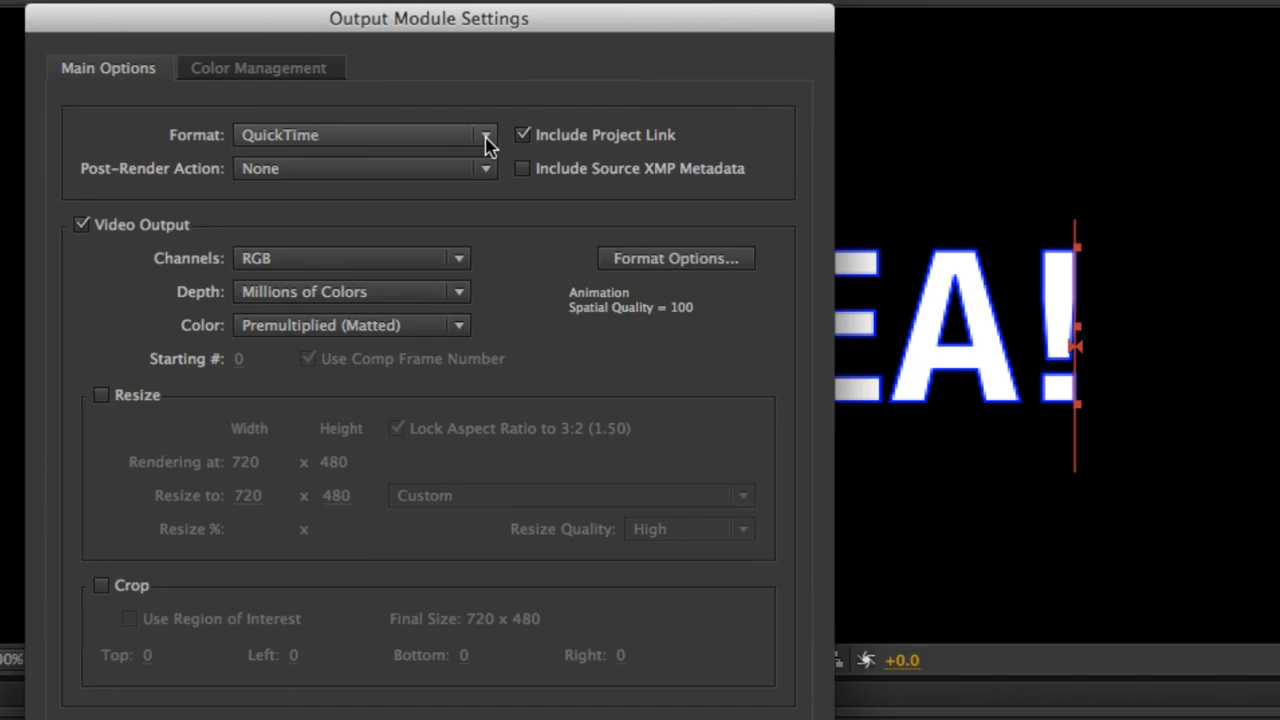 Output Module Settings
Main Options
Color Management
Format: QuickTime
Include Project Link
Post-Render Action: None
Include Source XMP Metadata
Video Output
Channels: RGB
Format Options...
Depth: Millions of Colors
Animation
Spatial Quality = 100
Color: Premultiplied (Matted)
Starting #: 0
Use Comp Frame Number
Resize
Width Height
Lock Aspect Ratio to 3:2 (1.50)
Rendering at: 720 x 480
Resize to: 720 x 480
Custom
Resize %: x
Resize Quality: High
Crop
Use Region of Interest
Final Size: 720 x 480
Top: 0 Left: 0 Bottom: 0 Right: 0
EA!
00%
+0.0